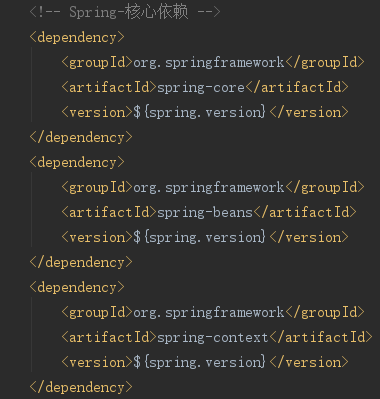 <!-- Spring-核心依赖 -->
<dependency>
<groupId>org.springframework</groupId>
<artifactId>spring-core</artifactId>
<version>${spring.version}</version>
</dependency>
<dependency>
<groupId>org.springframework</groupId>
<artifactId>spring-beans</artifactId>
<version>${spring.version}</version>
</dependency>
<dependency>
<groupId>org.springframework</groupId>
<artifactId>spring-context</artifactId>
<version>${spring.version}</version>
</dependency>